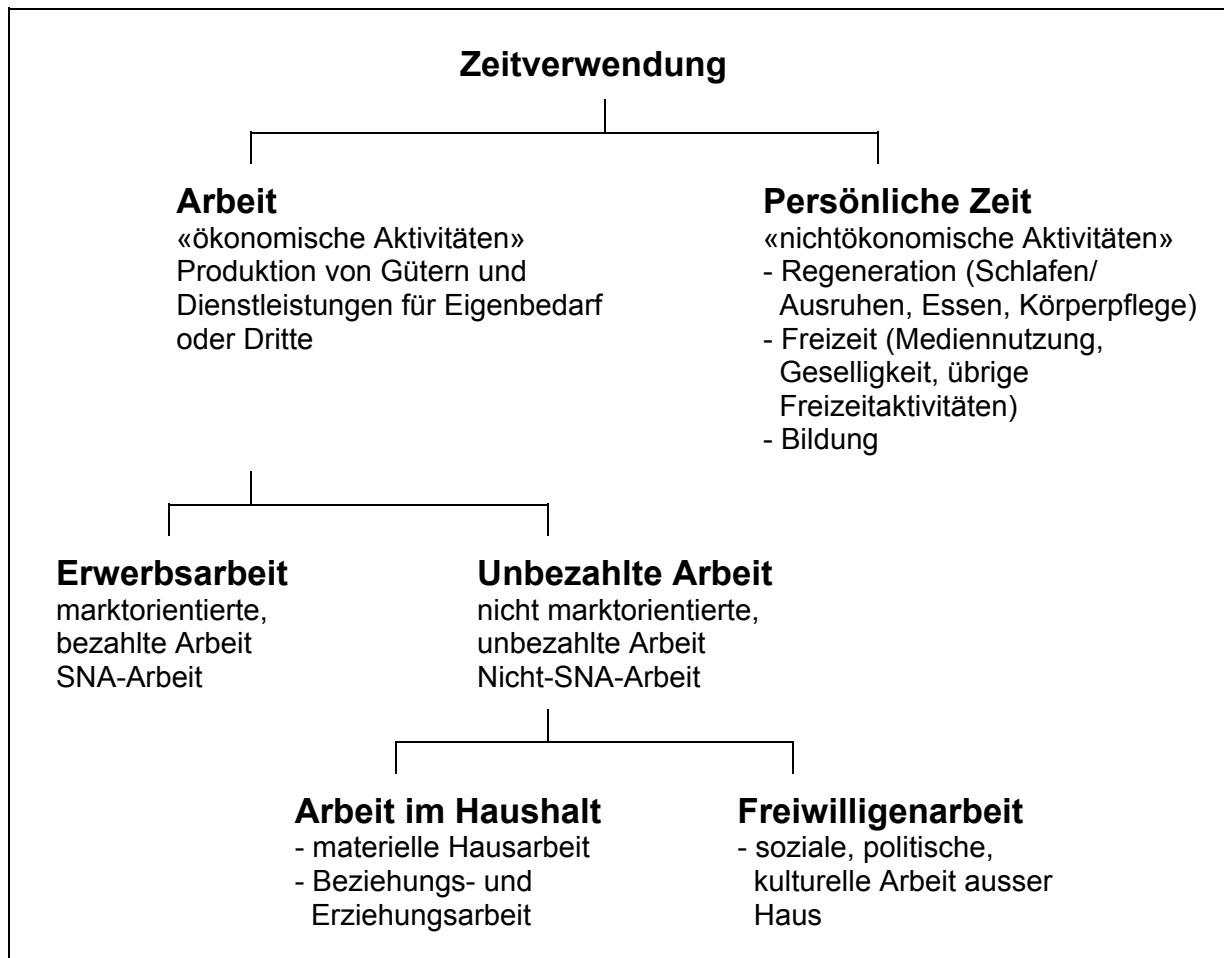 Zeitverwendung
Arbeit
«ökonomische Aktivitäten»
Produktion von Gütern und
Dienstleistungen für Eigenbedarf
oder Dritte
Persönliche Zeit
«nichtökonomische Aktivitäten»
- Regeneration (Schlafen/
Ausruhen, Essen, Körperpflege)
- Freizeit (Mediennutzung,
Geselligkeit, übrige
Freizeitaktivitäten)
- Bildung
Erwerbsarbeit
marktorientierte,
bezahlte Arbeit
SNA-Arbeit
Unbezahlte Arbeit
nicht marktorientierte,
unbezahlte Arbeit
Nicht-SNA-Arbeit
Arbeit im Haushalt
- materielle Hausarbeit
- Beziehungs- und
Erziehungsarbeit
Freiwilligenarbeit
- soziale, politische,
kulturelle Arbeit ausser
Haus